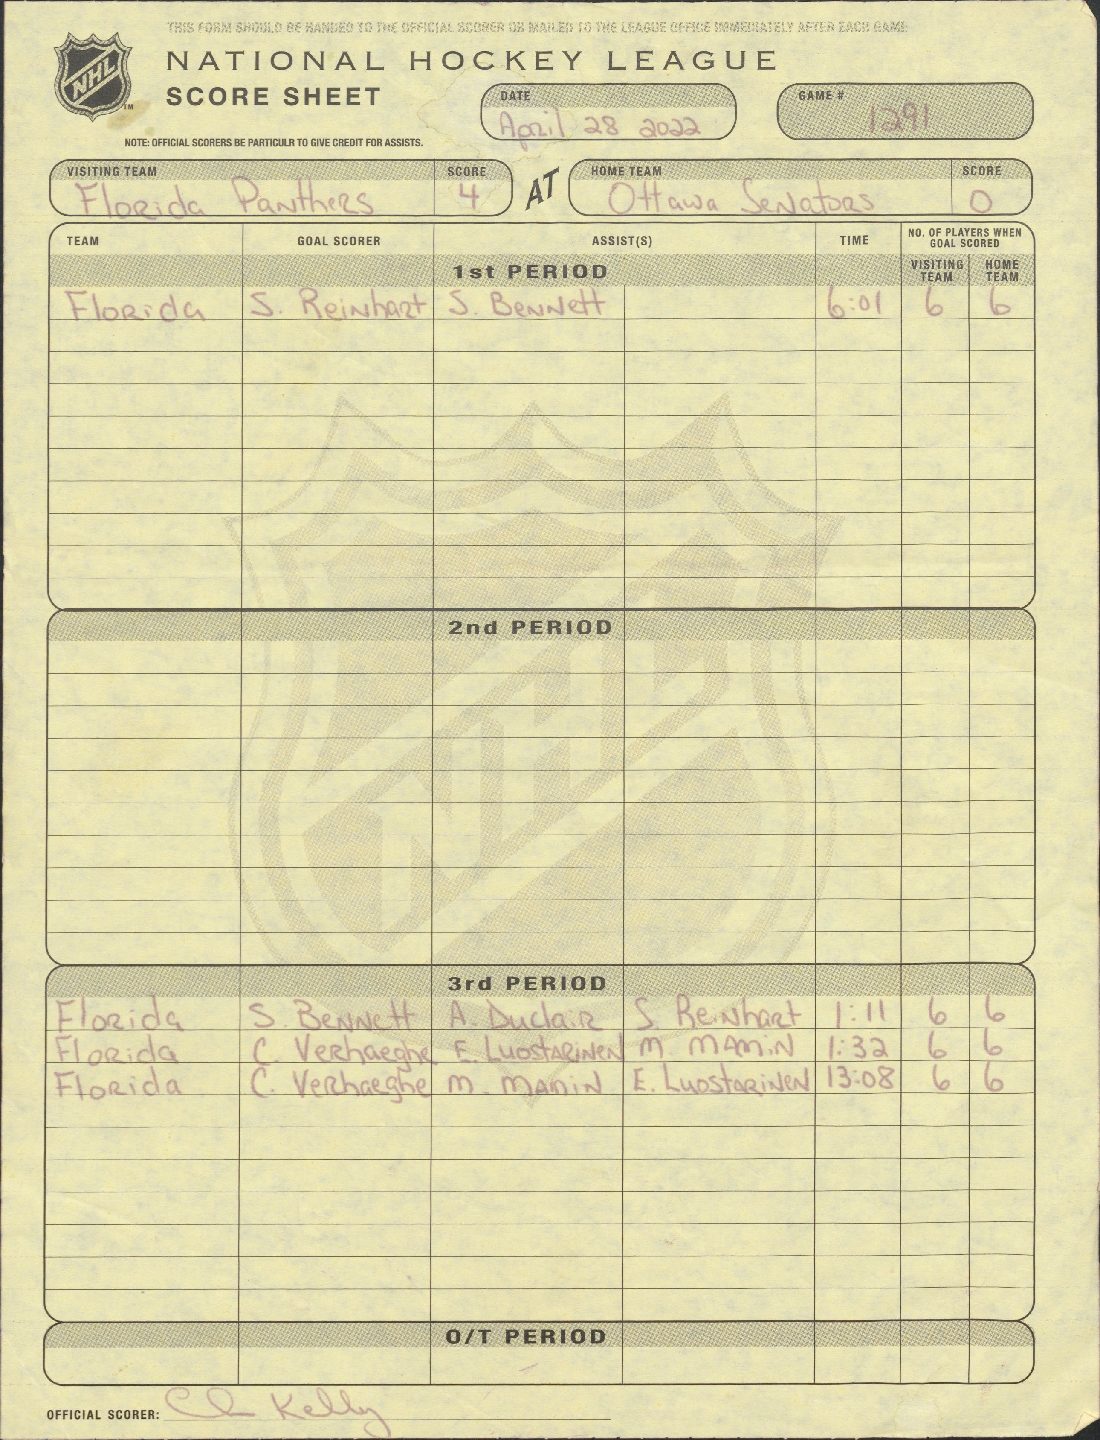 THIS FORM SHOULD BE HANDED TO THE OFFICIAL SCORER OR MAILED TO THE LEAGUE OFFICE IMMEDIATELY AFTER EACH GAME
NHL
TM
NATIONAL HOCKEY LEAGUE
SCORE SHEET
DATE
April 28 2022
GAME #
1291
NOTE: OFFICIAL SCORERS BE PARTICULR TO GIVE CREDIT FOR ASSISTS.
VISITING TEAM SCORE
Florida Panthers 4
AT
HOME TEAM SCORE
Ottawa Senators 0
TEAM GOAL SCORER ASSIST(S) TIME NO. OF PLAYERS WHEN GOAL SCORED
1st PERIOD VISITING TEAM HOME TEAM
Florida S. Reinhart S. Bennett 6:01 6 6
2nd PERIOD
3rd PERIOD
Florida S. Bennett A. Duclair S. Reinhart 1:11 6 6
Florida C. Verhaeghe E. Luostarinen M. Mamin 1:32 6 6
Florida C. Verhaeghe M. Mamin E. Luostarinen 13:08 6 6
O/T PERIOD
OFFICIAL SCORER: Kelly